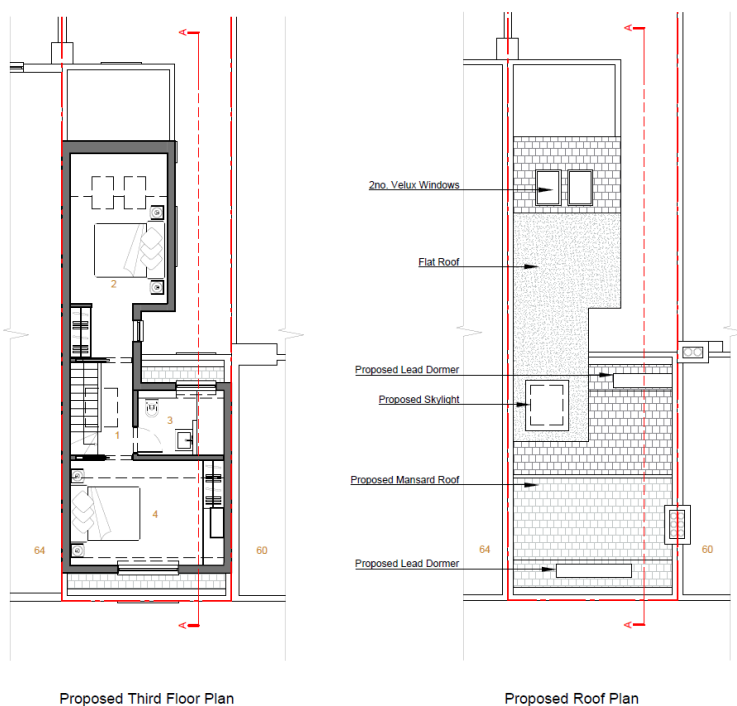 A
A
2no. Velux Windows
2
Flat Roof
Proposed Lead Dormer
Proposed Skylight
3
1
Proposed Mansard Roof
4
64
60
64
60
Proposed Lead Dormer
A
A
Proposed Third Floor Plan
Proposed Roof Plan